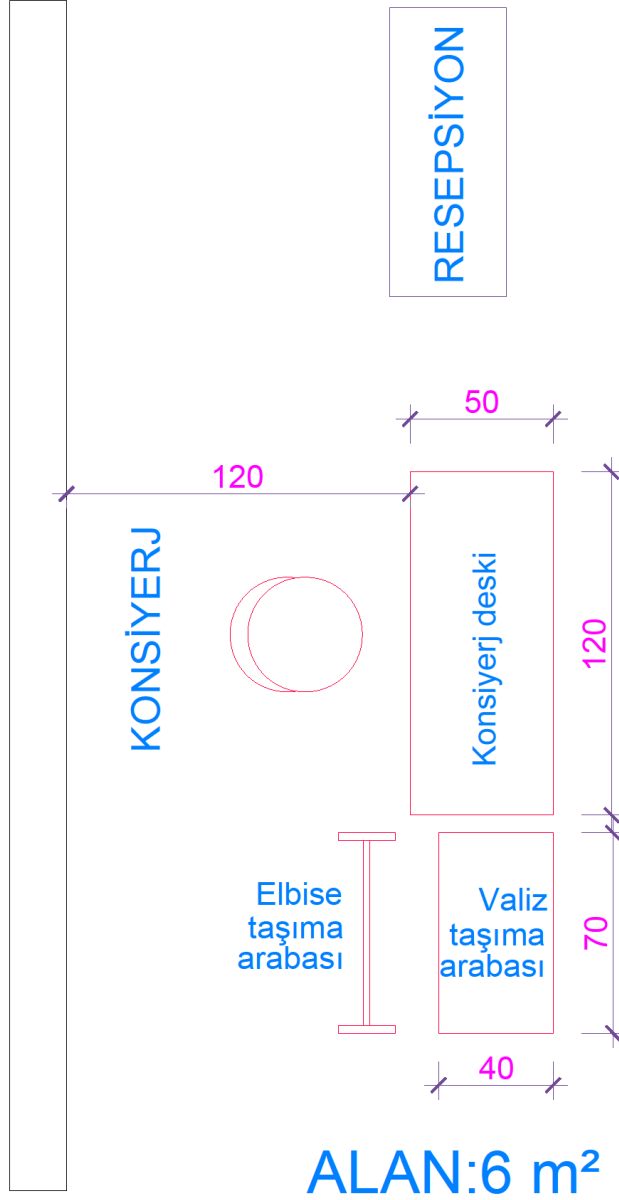 RESEPSİYON
50
120
KONSİYERJ
Konsiyerj deski
120
Elbise
taşıma
arabası
Valiz
taşıma
arabası
70
40
ALAN:6 m²